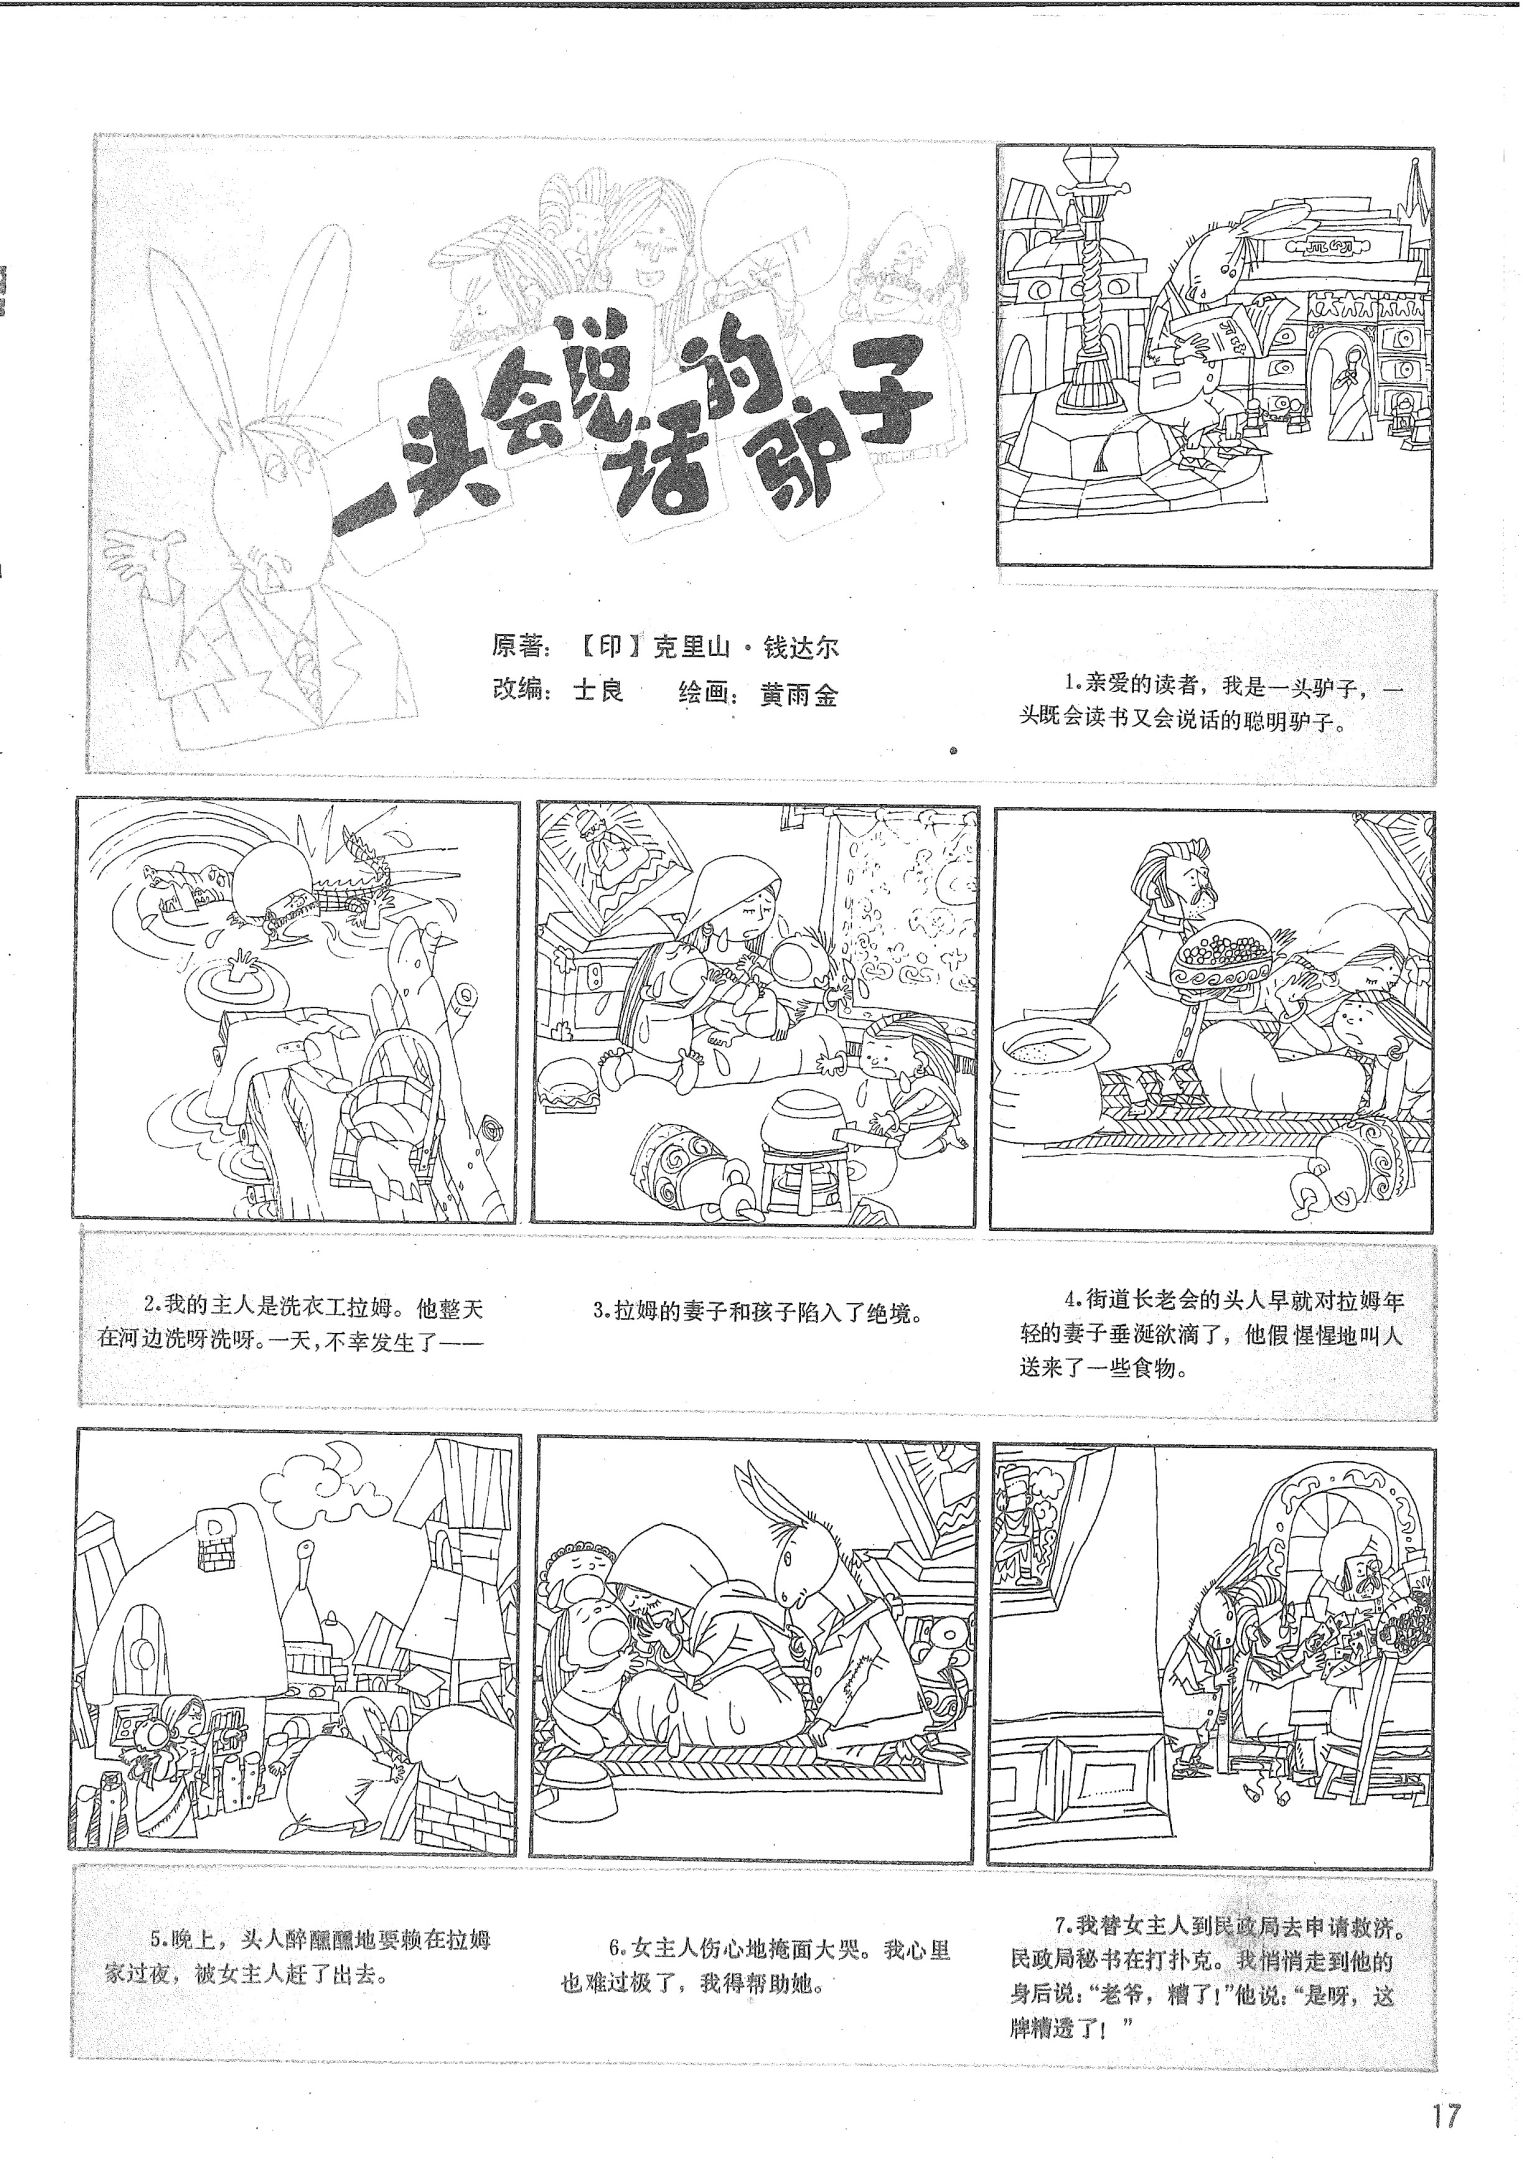 一头会说话的驴子
原著：【印】克里山·钱达尔
改编：士良 绘画：黄雨金
1.亲爱的读者，我是一头驴子，一
头既会读书又会说话的聪明驴子。
2.我的主人是洗衣工拉姆。他整天
在河边洗呀洗呀。一天，不幸发生了——
3.拉姆的妻子和孩子陷入了绝境。
4.街道长老会的头人早就对拉姆年
轻的妻子垂涎欲滴了，他假惺惺地叫人
送来了一些食物。
5.晚上，头人醉醺醺地要赖在拉姆
家过夜，被女主人赶了出去。
6.女主人伤心地掩面大哭。我心里
也难过极了，我得帮助她。
7.我替女主人到民政局去申请救济。
民政局秘书在打扑克。我悄悄走到他的
身后说：“老爷，糟了！”他说：“是呀，这
牌糟透了！”
17